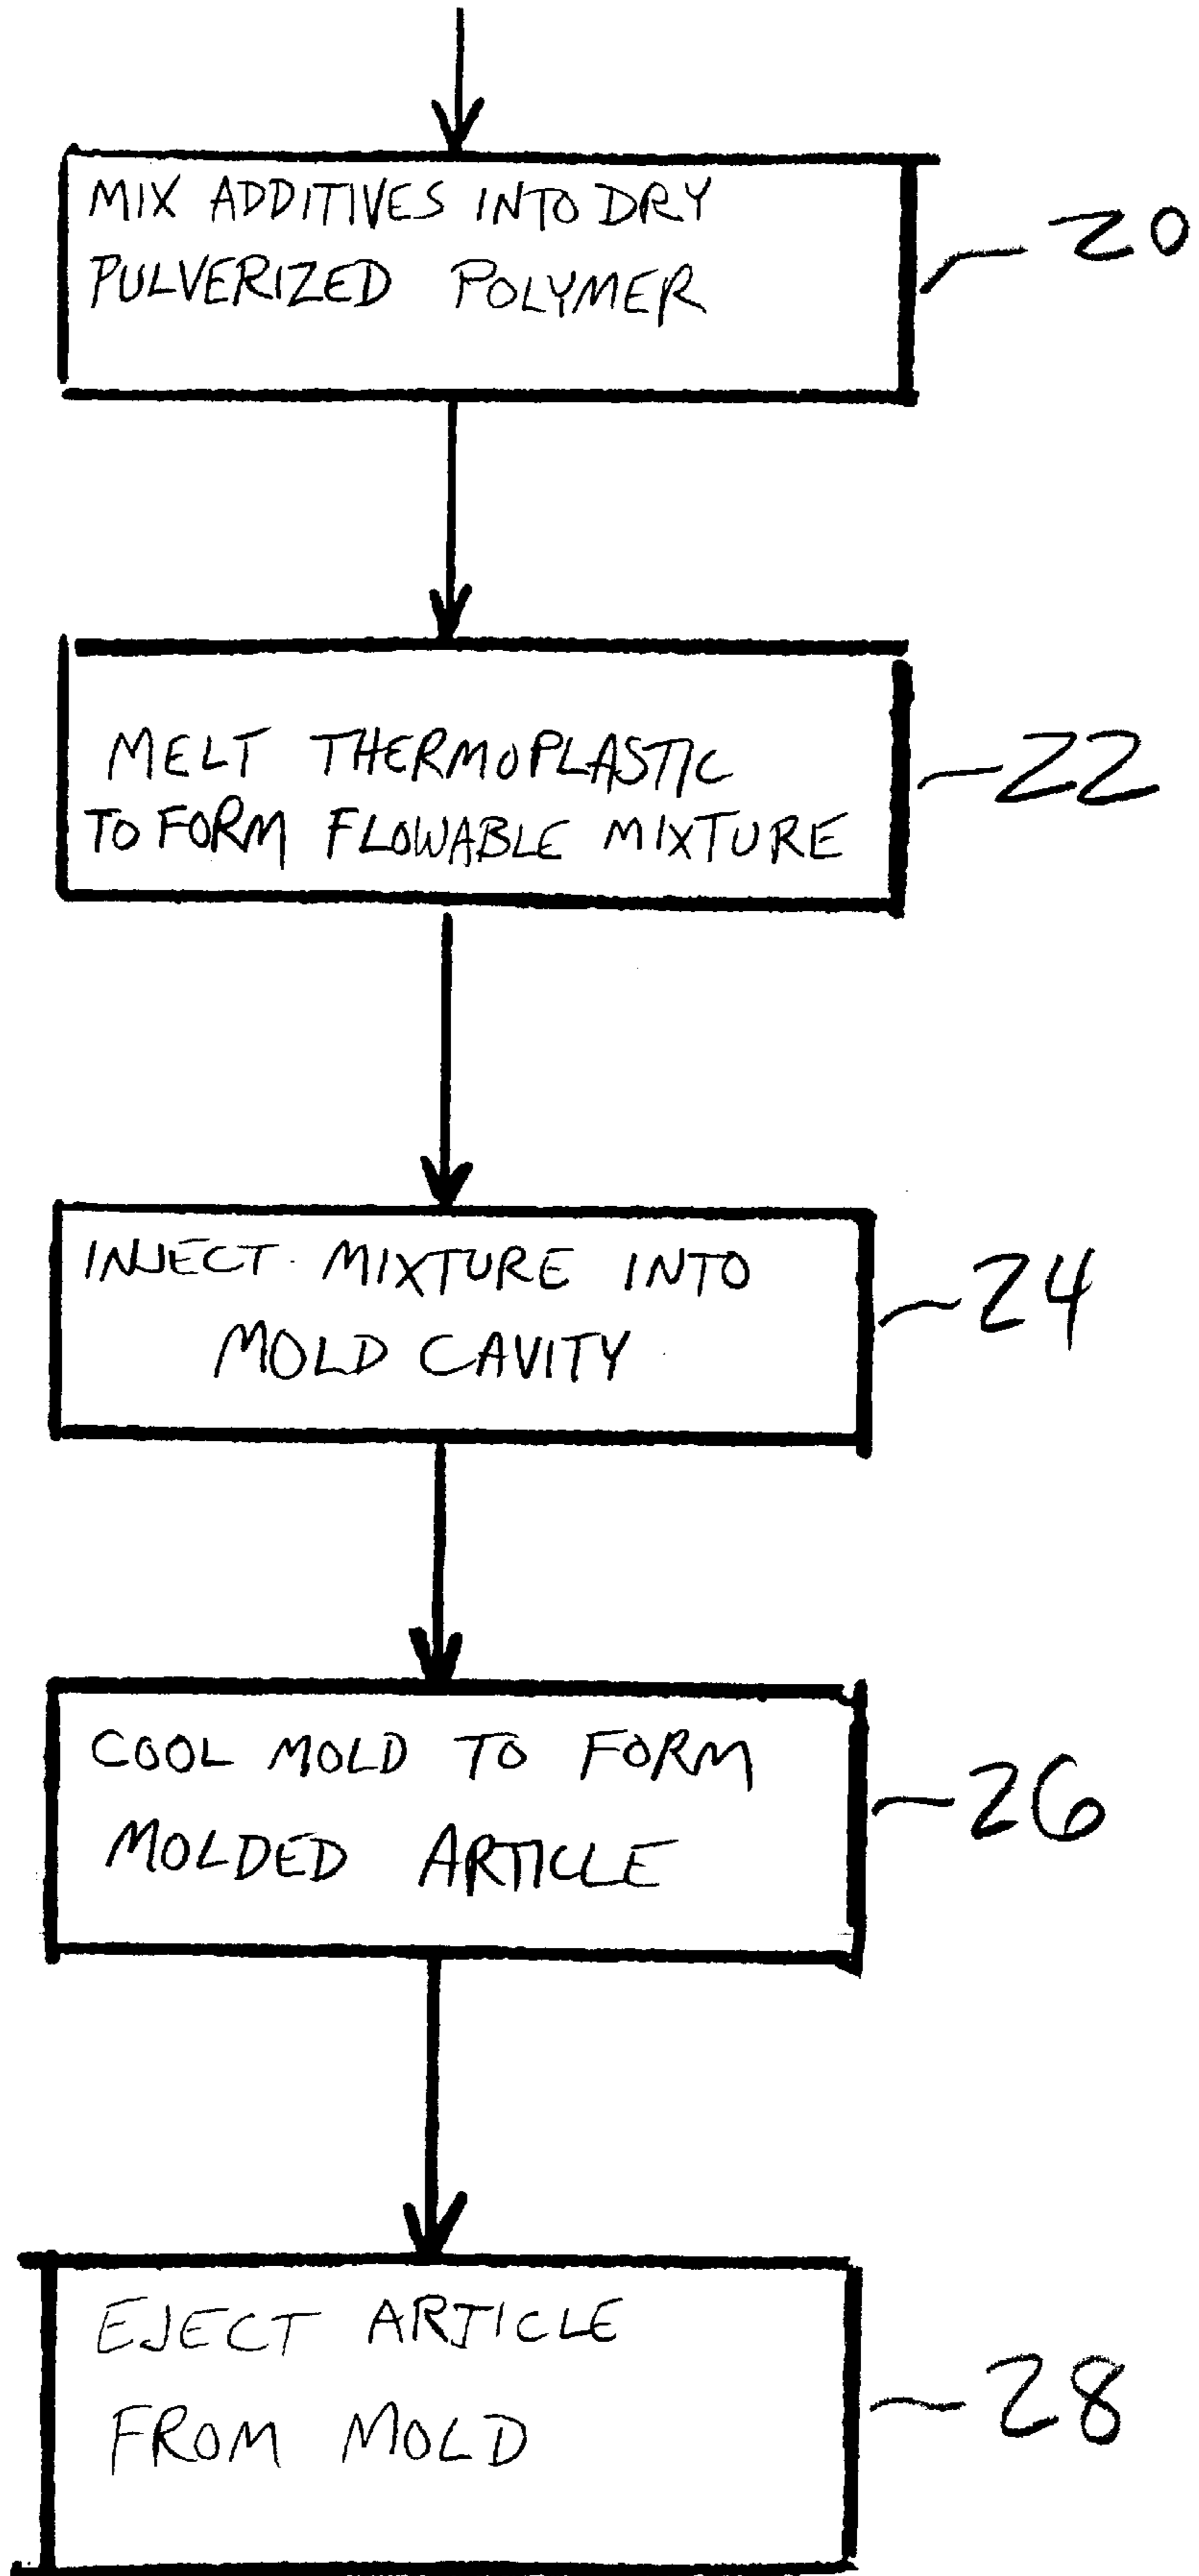 MIX ADDITIVES INTO DRY
PULVERIZED POLYMER
20
MELT THERMOPLASTIC
TO FORM FLOWABLE MIXTURE
22
INJECT MIXTURE INTO
MOLD CAVITY
24
COOL MOLD TO FORM
MOLDED ARTICLE
26
EJECT ARTICLE
FROM MOLD
28